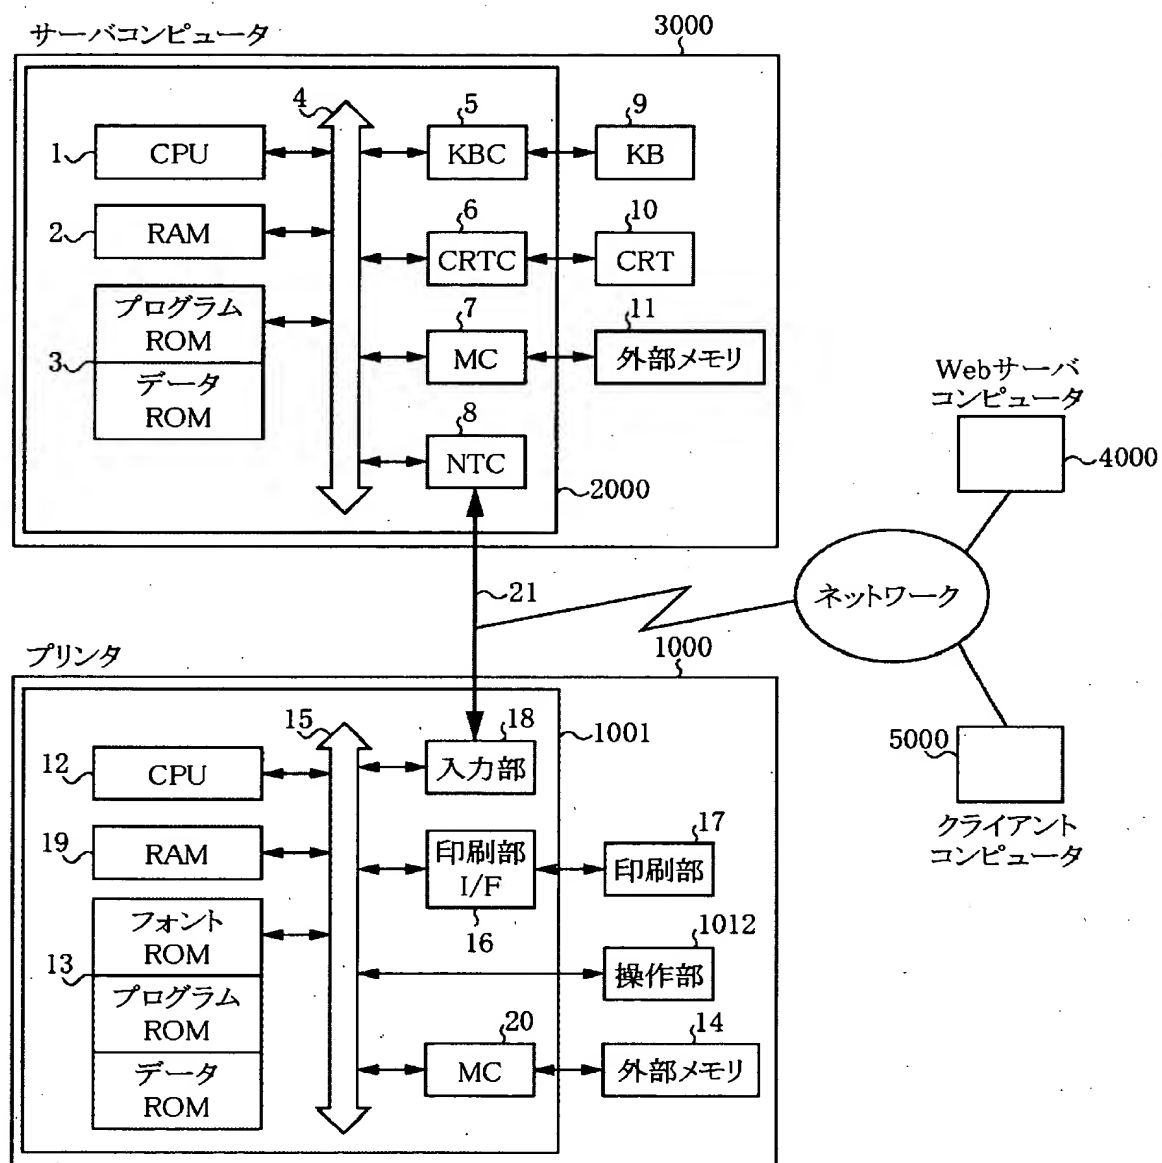 サーバコンピュータ
3000
4
5
9
1
CPU
KBC
KB
6
10
2
RAM
CRTC
CRT
プログラム
ROM
7
11
3
MC
外部メモリ
データ
ROM
8
NTC
2000
Webサーバ
コンピュータ
4000
21
ネットワーク
プリンタ
1000
15
18
1001
12
CPU
入力部
5000
クライアント
コンピュータ
19
RAM
印刷部
I/F
17
印刷部
16
フォント
ROM
1012
13
操作部
プログラム
ROM
20
14
MC
外部メモリ
データ
ROM